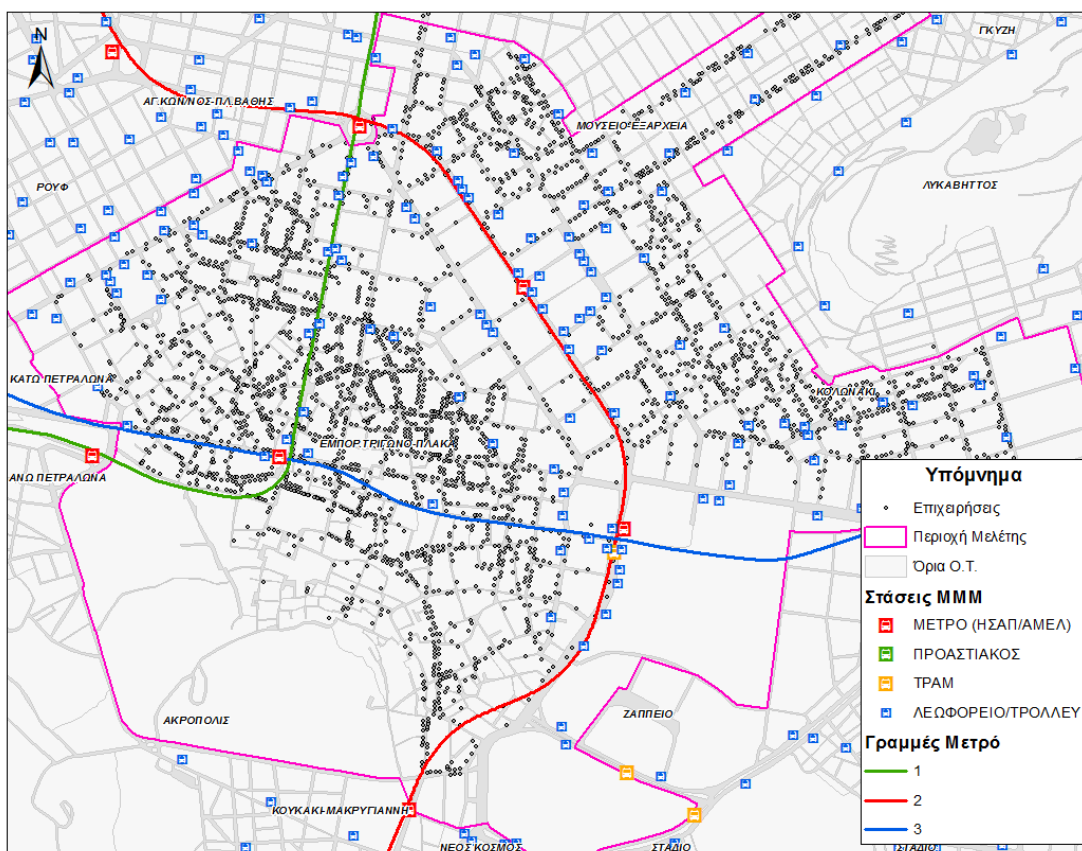 N
ΓΚΥΖΗ
ΑΓ.ΚΩΝ/ΝΟΣ-ΠΛ.ΒΑΘΗΣ
ΜΟΥΣΕΙΟ-ΕΞΑΡΧΕΙΑ
ΡΟΥΦ
ΛΥΚΑΒΗΤΤΟΣ
ΚΑΤΩ ΠΕΤΡΑΛΩΝΑ
ΚΟΛΩΝΑΚΙ
ΕΜΠΟΡ.ΤΡΙΓΩΝΟ-ΠΛΑΚΑ
ΑΝΩ ΠΕΤΡΑΛΩΝΑ
ΑΚΡΟΠΟΛΙΣ
ΖΑΠΠΕΙΟ
ΚΟΥΚΑΚΙ-ΜΑΚΡΥΓΙΑΝΝΗ
ΝΕΟΣ ΚΟΣΜΟΣ
ΣΤΑΔΙΟ
ΣΤΑΔΙΟ
Υπόμνημα
Επιχειρήσεις
Περιοχή Μελέτης
Όρια Ο.Τ.
Στάσεις ΜΜΜ
ΜΕΤΡΟ (ΗΣΑΠ/ΑΜΕΛ)
ΠΡΟΑΣΤΙΑΚΟΣ
ΤΡΑΜ
ΛΕΩΦΟΡΕΙΟ/ΤΡΟΛΛΕΥ
Γραμμές Μετρό
1
2
3